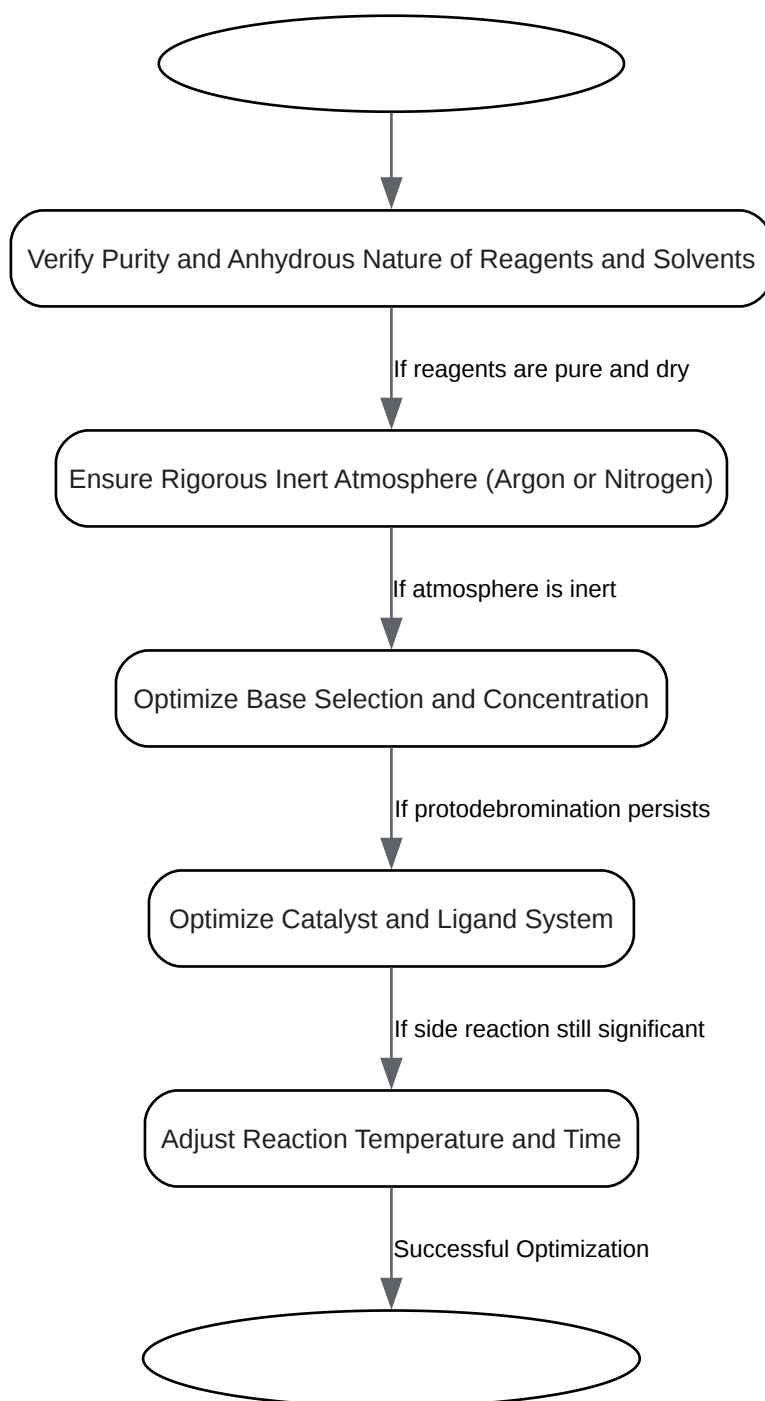 Verify Purity and Anhydrous Nature of Reagents and Solvents
If reagents are pure and dry
Ensure Rigorous Inert Atmosphere (Argon or Nitrogen)
If atmosphere is inert
Optimize Base Selection and Concentration
If protodebromination persists
Optimize Catalyst and Ligand System
If side reaction still significant
Adjust Reaction Temperature and Time
Successful Optimization